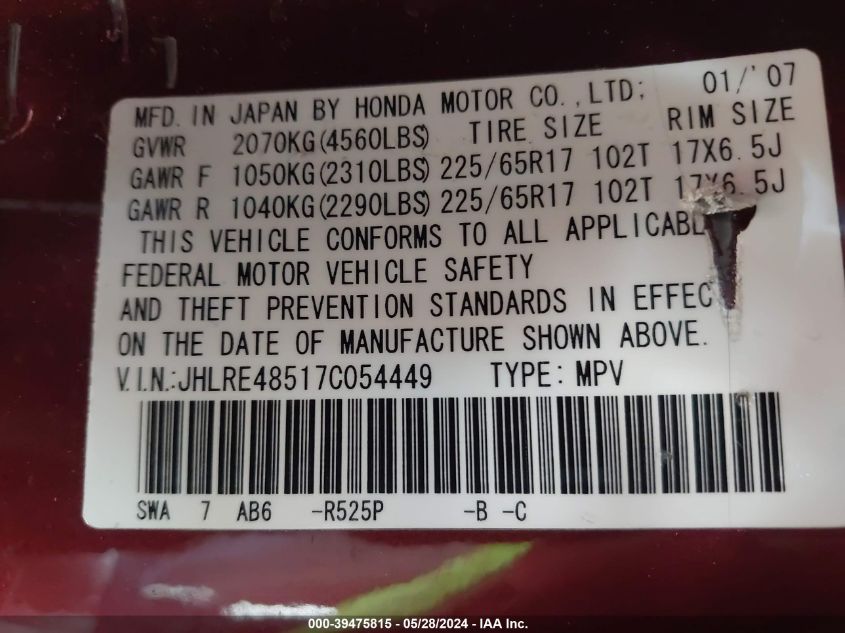 MFD. IN JAPAN BY HONDA MOTOR CO., LTD: 01/'07
GVWR 2070KG(4560LBS) TIRE SIZE RIM SIZE
GAWR F 1050KG(2310LBS) 225/65R17 102T 17X6.5J
GAWR R 1040KG(2290LBS) 225/65R17 102T 17X6.5J
THIS VEHICLE CONFORMS TO ALL APPLICABL
FEDERAL MOTOR VEHICLE SAFETY
AND THEFT PREVENTION STANDARDS IN EFFEC
ON THE DATE OF MANUFACTURE SHOWN ABOVE.
V.I.N.:JHLRE48517C054449 TYPE: MPV
SWA 7 AB6 -R525P -B -C
000-39475815 - 05/28/2024 - IAA Inc.